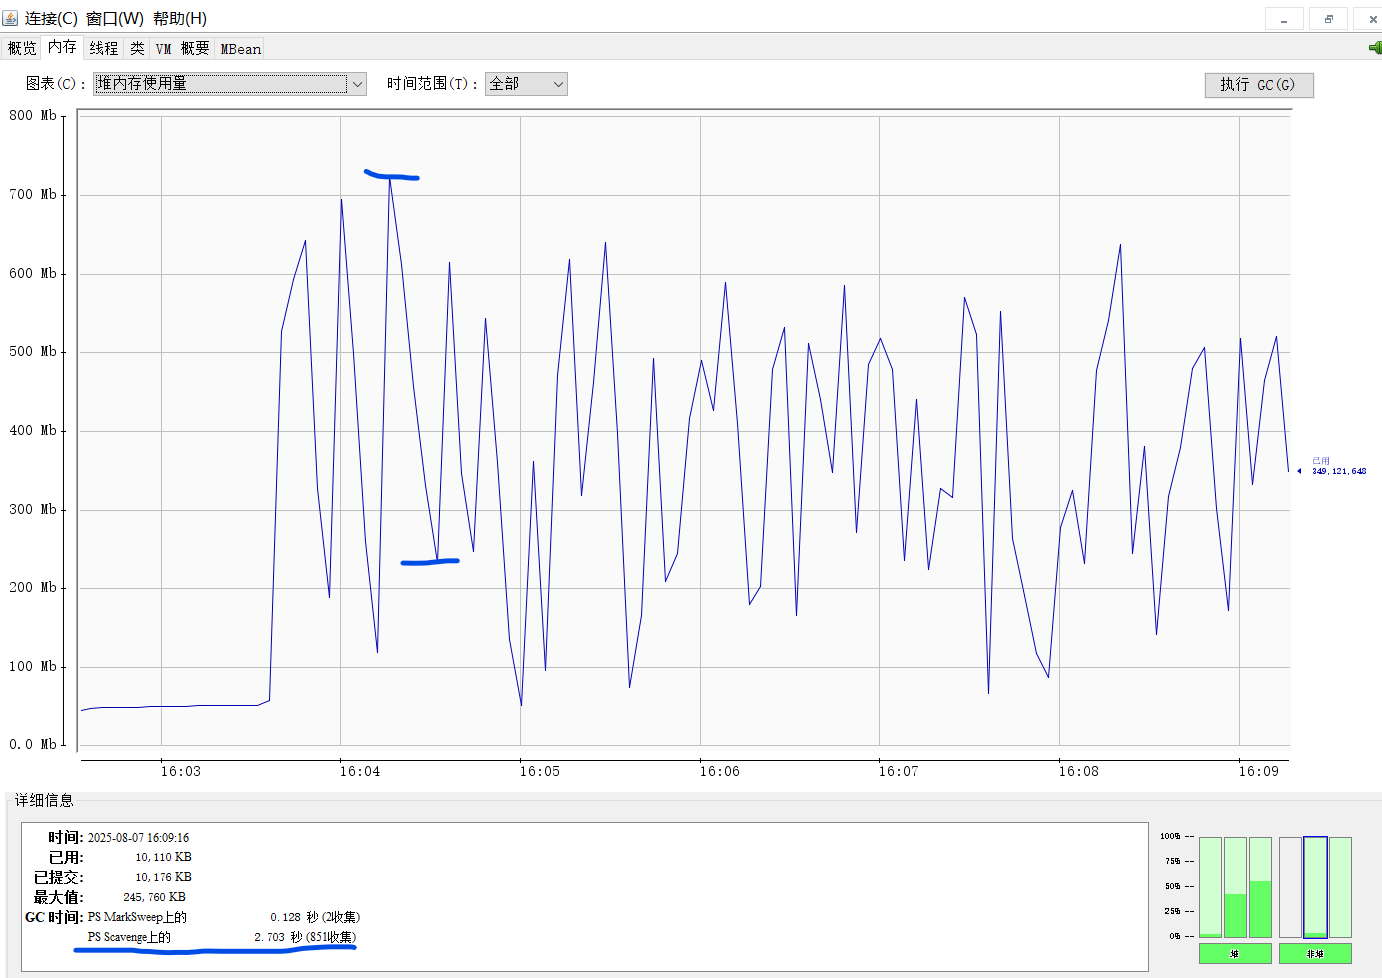 连接(C) 窗口(W) 帮助(H)
概览 内存 线程 类 VM 概要 MBean
图表(C): 堆内存使用量 时间范围(T): 全部 执行 GC(G)
800 Mb
700 Mb
600 Mb
500 Mb
400 Mb
300 Mb
200 Mb
100 Mb
0.0 Mb
已用
349,121,648
16:03 16:04 16:05 16:06 16:07 16:08 16:09
详细信息
时间: 2025-08-07 16:09:16
已用: 10,110 KB
已提交: 10,176 KB
最大值: 245,760 KB
GC 时间: PS MarkSweep上的 0.128 秒 (2收集)
PS Scavenge上的 2.703 秒 (851收集)
100% --
75% --
50% --
25% --
0% --
堆 非堆